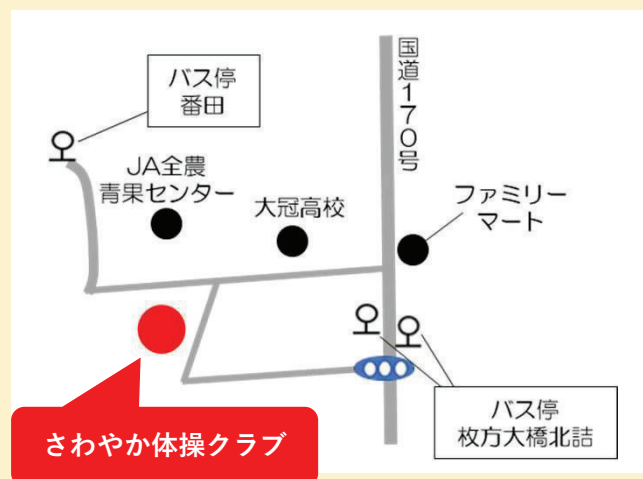 バス停
番田
国道170号
JA全農
青果センター
大冠高校
ファミリー
マート
さわやか体操クラブ
バス停
枚方大橋北詰